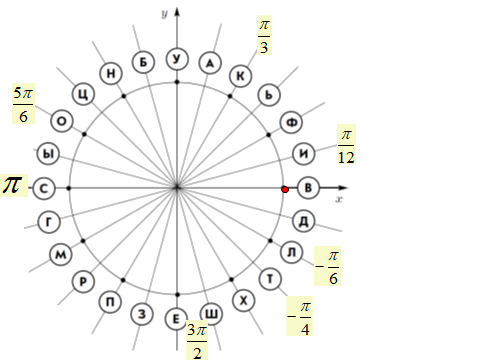 y
π/3
У
Б
А
Н
К
Ц
Ь
5π/6
О
Ф
π/12
Ы
И
π
С
В
x
Г
Д
М
Л
-π/6
Р
Т
П
Х
-π/4
З
Е
Ш
3π/2